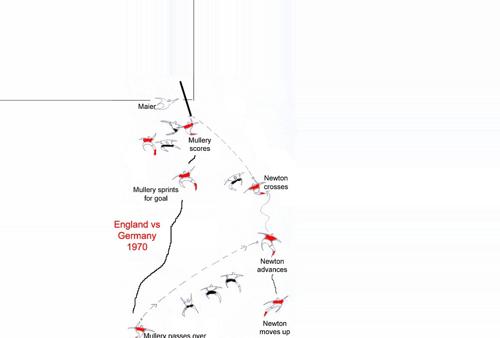 Maier
Mullery
scores
Newton
crosses
Mullery sprints
for goal
England vs
Germany
1970
Newton
advances
Newton
moves up
Mullery passes over